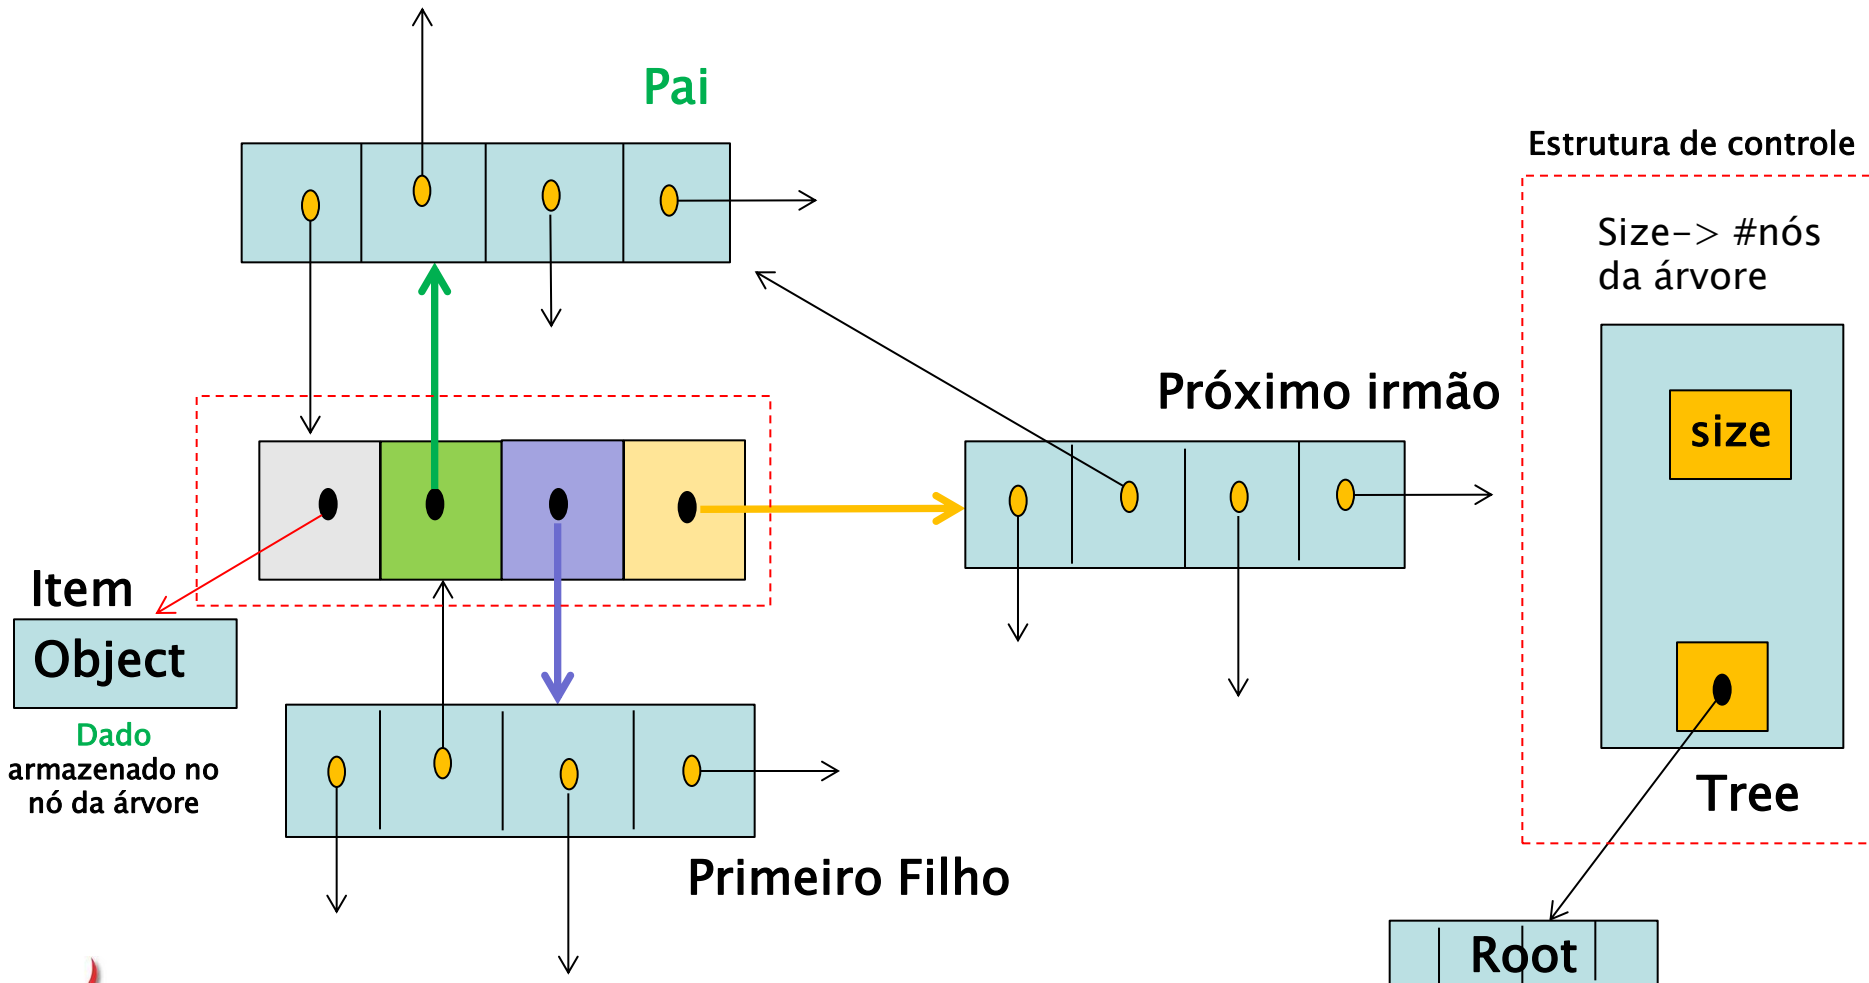 Pai
Estrutura de controle
Size-> #nós
da árvore
Próximo irmão
size
Item
Object
Dado
armazenado no
nó da árvore
Tree
Primeiro Filho
Root